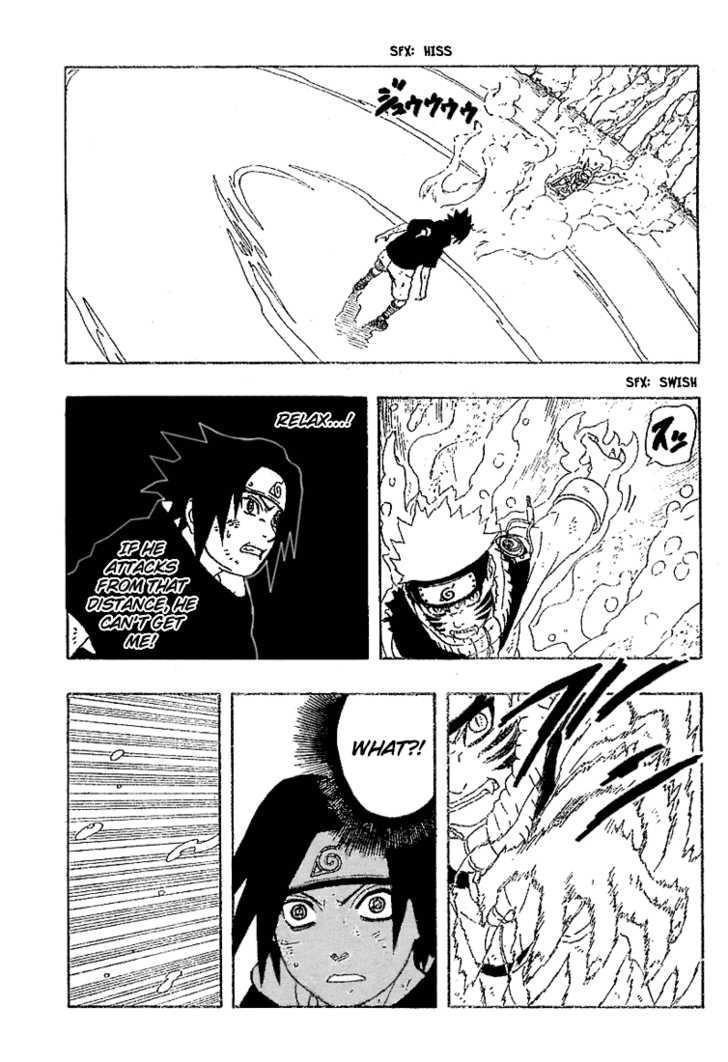 SFX: HISS
ジュウウウウ
SFX: SWISH
スッ
RELAX...!
IF HE
ATTACKS
FROM THAT
DISTANCE, HE
CAN'T GET
ME!
WHAT?!